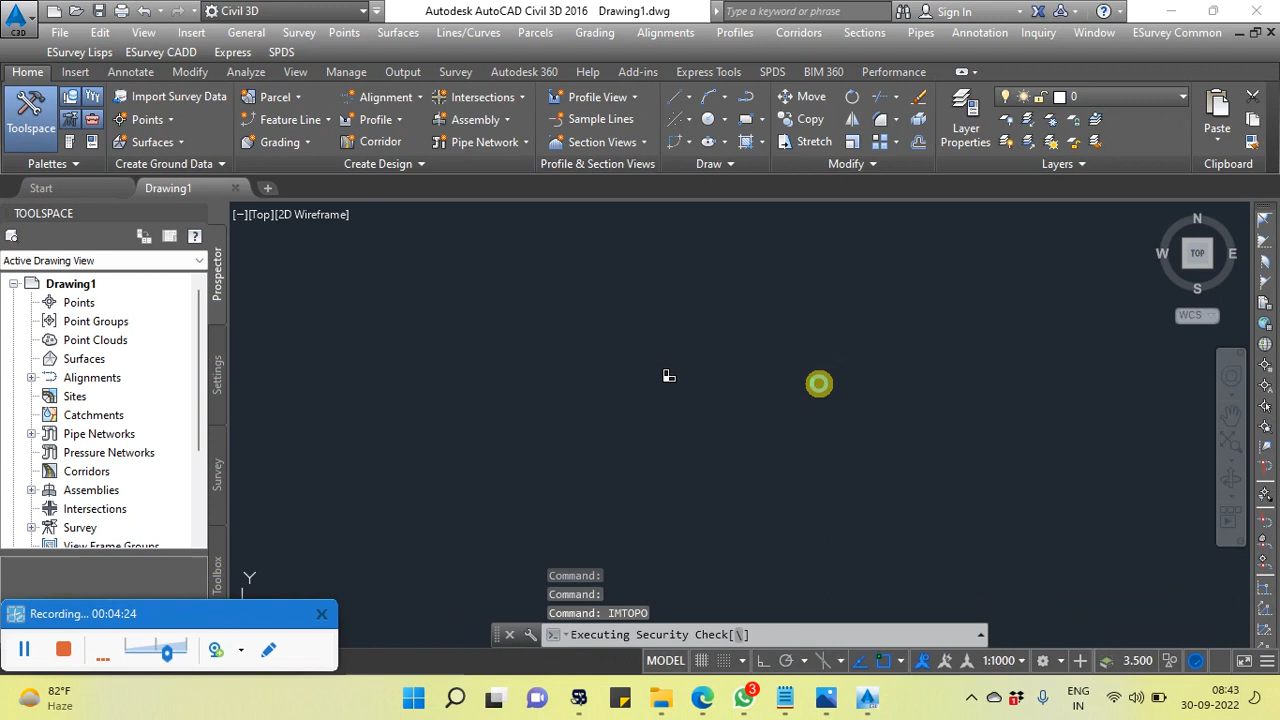 Civil 3D
Autodesk AutoCAD Civil 3D 2016 Drawing1.dwg
Type a keyword or phrase
Sign In
C3D
File Edit View Insert General Survey Points Surfaces Lines/Curves Parcels Grading Alignments Profiles Corridors Sections Pipes Annotation Inquiry Window ESurvey Common
ESurvey Lisps ESurvey CADD Express SPDS
Home Insert Annotate Modify Analyze View Manage Output Survey Autodesk 360 Help Add-ins Express Tools SPDS BIM 360 Performance
Import Survey Data Parcel Alignment Intersections Profile View Move 0
Points Feature Line Profile Assembly Sample Lines Copy
Toolspace Layer Properties Paste
Surfaces Grading Corridor Pipe Network Section Views Stretch
Palettes Create Ground Data Create Design Profile & Section Views Draw Modify Layers Clipboard
Start Drawing1
TOOLSPACE
[−][Top][2D Wireframe]
Active Drawing View
Drawing1
Points
Point Groups
Point Clouds
Surfaces
Alignments
Sites
Catchments
Pipe Networks
Pressure Networks
Corridors
Assemblies
Intersections
Survey
View Frame Groups
Prospector
Settings
Survey
Toolbox
N
W TOP E
S
WCS
Y
Command:
Command:
Command: IMTOPO
Executing Security Check[\]
Recording... 00:04:24
MODEL 1:1000 3.500
82°F
Haze
3
1
ENG
IN
08:43
30-09-2022